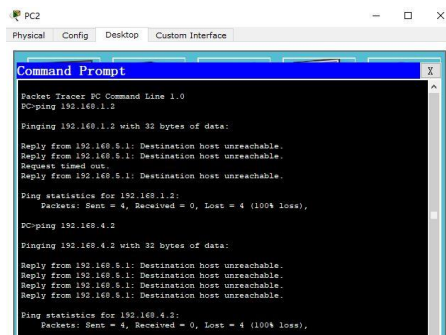 PC2
Physical Config Desktop Custom Interface
Command Prompt X
Packet Tracer PC Command Line 1.0
PC>ping 192.168.1.2
Pinging 192.168.1.2 with 32 bytes of data:
Reply from 192.168.5.1: Destination host unreachable.
Reply from 192.168.5.1: Destination host unreachable.
Request timed out.
Reply from 192.168.5.1: Destination host unreachable.
Ping statistics for 192.168.1.2:
Packets: Sent = 4, Received = 0, Lost = 4 (100% loss),
PC>ping 192.168.4.2
Pinging 192.168.4.2 with 32 bytes of data:
Reply from 192.168.5.1: Destination host unreachable.
Reply from 192.168.5.1: Destination host unreachable.
Reply from 192.168.5.1: Destination host unreachable.
Reply from 192.168.5.1: Destination host unreachable.
Ping statistics for 192.168.4.2:
Packets: Sent = 4, Received = 0, Lost = 4 (100% loss),